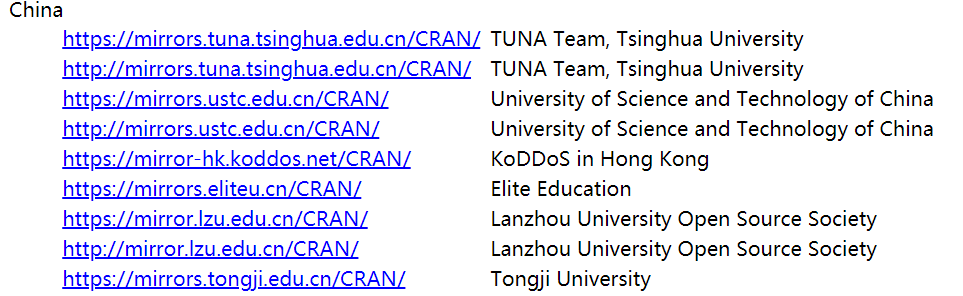 China
https://mirrors.tuna.tsinghua.edu.cn/CRAN/ TUNA Team, Tsinghua University
http://mirrors.tuna.tsinghua.edu.cn/CRAN/ TUNA Team, Tsinghua University
https://mirrors.ustc.edu.cn/CRAN/ University of Science and Technology of China
http://mirrors.ustc.edu.cn/CRAN/ University of Science and Technology of China
https://mirror-hk.koddos.net/CRAN/ KoDDoS in Hong Kong
https://mirrors.eliteu.cn/CRAN/ Elite Education
https://mirror.lzu.edu.cn/CRAN/ Lanzhou University Open Source Society
http://mirror.lzu.edu.cn/CRAN/ Lanzhou University Open Source Society
https://mirrors.tongji.edu.cn/CRAN/ Tongji University